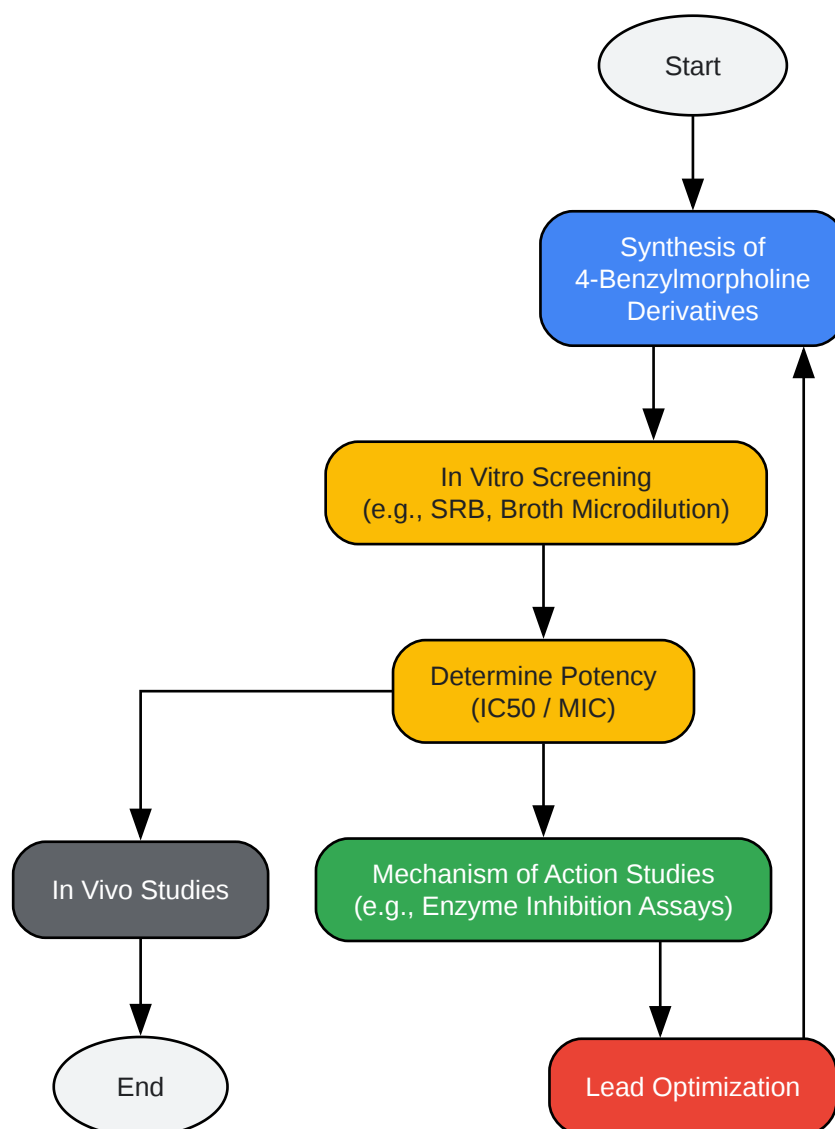 Start
Synthesis of
4-Benzylmorpholine
Derivatives
In Vitro Screening
(e.g., SRB, Broth Microdilution)
Determine Potency
(IC50 / MIC)
In Vivo Studies
Mechanism of Action Studies
(e.g., Enzyme Inhibition Assays)
End
Lead Optimization